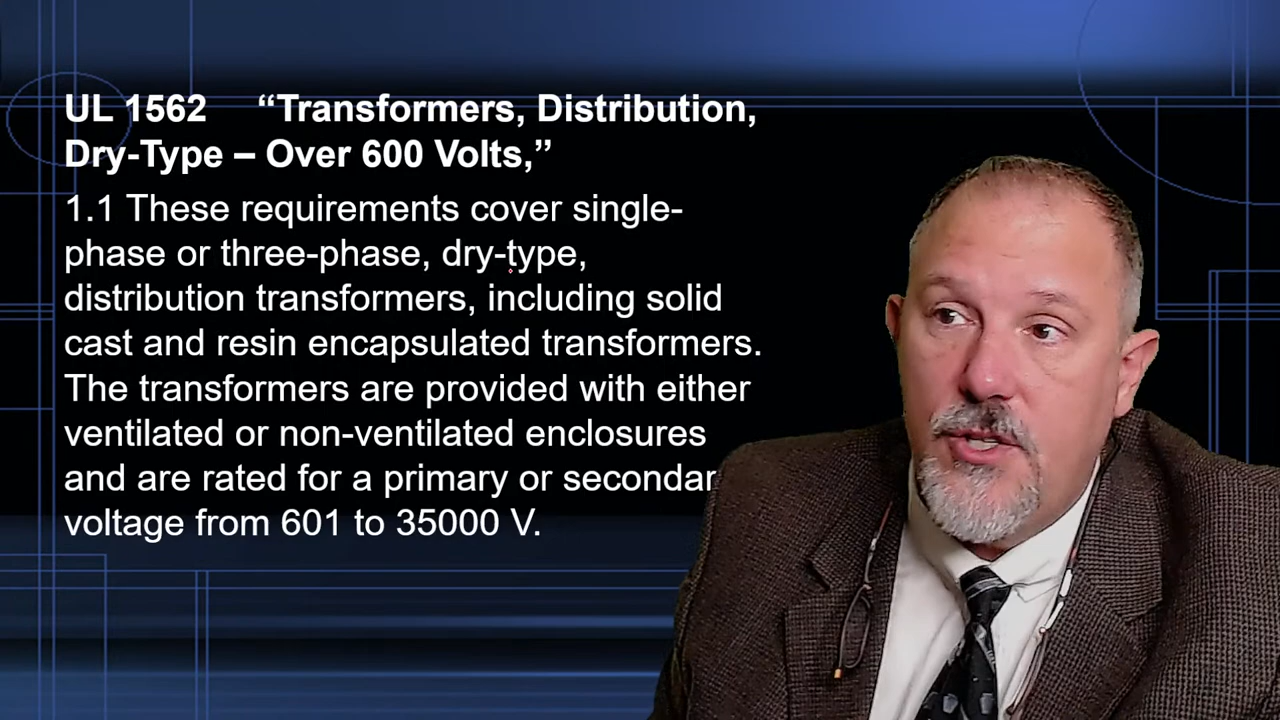 UL 1562 “Transformers, Distribution,
Dry-Type – Over 600 Volts,”
1.1 These requirements cover single-
phase or three-phase, dry-type,
distribution transformers, including solid
cast and resin encapsulated transformers.
The transformers are provided with either
ventilated or non-ventilated enclosures
and are rated for a primary or secondar
voltage from 601 to 35000 V.